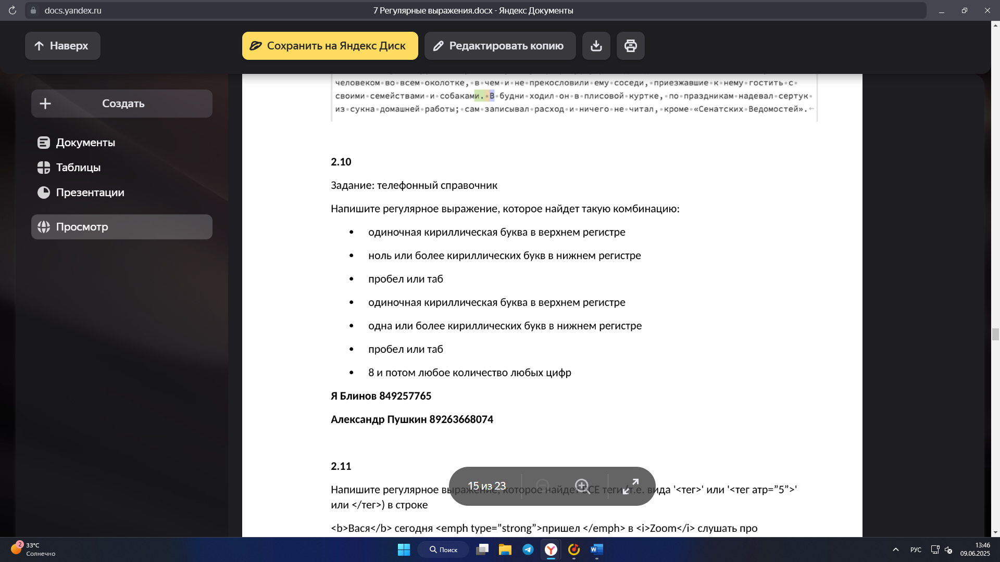 docs.yandex.ru
7 Регулярные выражения.docx - Яндекс Документы
Наверх
Сохранить на Яндекс Диск
Редактировать копию
Создать
Документы
Таблицы
Презентации
Просмотр
человеком•во•всем•околотке,•в•чем•и•не•прекословили•ему•соседи,•приезжавшие•к•нему•гостить•с•
своими•семействами•и•собаками.•В•будни•ходил•он•в•плисовой•куртке,•по•праздникам•надевал•сертук•
из•сукна•домашней•работы;•сам•записывал•расход•и•ничего•не•читал,•кроме•«Сенатских•Ведомостей».←
2.10
Задание: телефонный справочник
Напишите регулярное выражение, которое найдет такую комбинацию:
• одиночная кириллическая буква в верхнем регистре
• ноль или более кириллических букв в нижнем регистре
• пробел или таб
• одиночная кириллическая буква в верхнем регистре
• одна или более кириллических букв в нижнем регистре
• пробел или таб
• 8 и потом любое количество любых цифр
Я Блинов 849257765
Александр Пушкин 89263668074
2.11
Напишите регулярное выражение, которое найдет ВСЕ теги (т.е. вида '<тег>' или '<тег атр=”5”>'
или </тег>) в строке
<b>Вася</b> сегодня <emph type=”strong”>пришел </emph> в <i>Zoom</i> слушать про
15 из 23
2
33°C
Солнечно
Поиск
РУС
13:46
09.06.2025